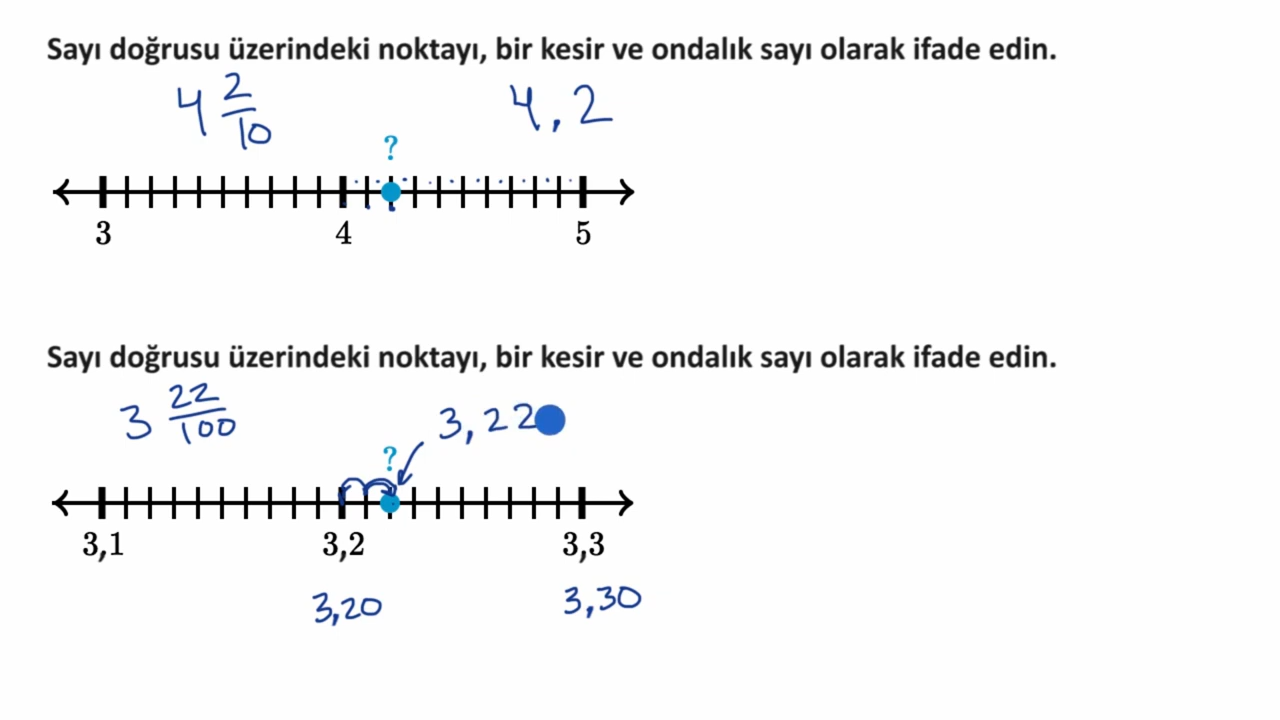 Sayı doğrusu üzerindeki noktayı, bir kesir ve ondalık sayı olarak ifade edin.
4 2/10 4,2
?
3 4 5
Sayı doğrusu üzerindeki noktayı, bir kesir ve ondalık sayı olarak ifade edin.
3 22/100 3,22
?
3,1 3,2 3,3
3,20 3,30